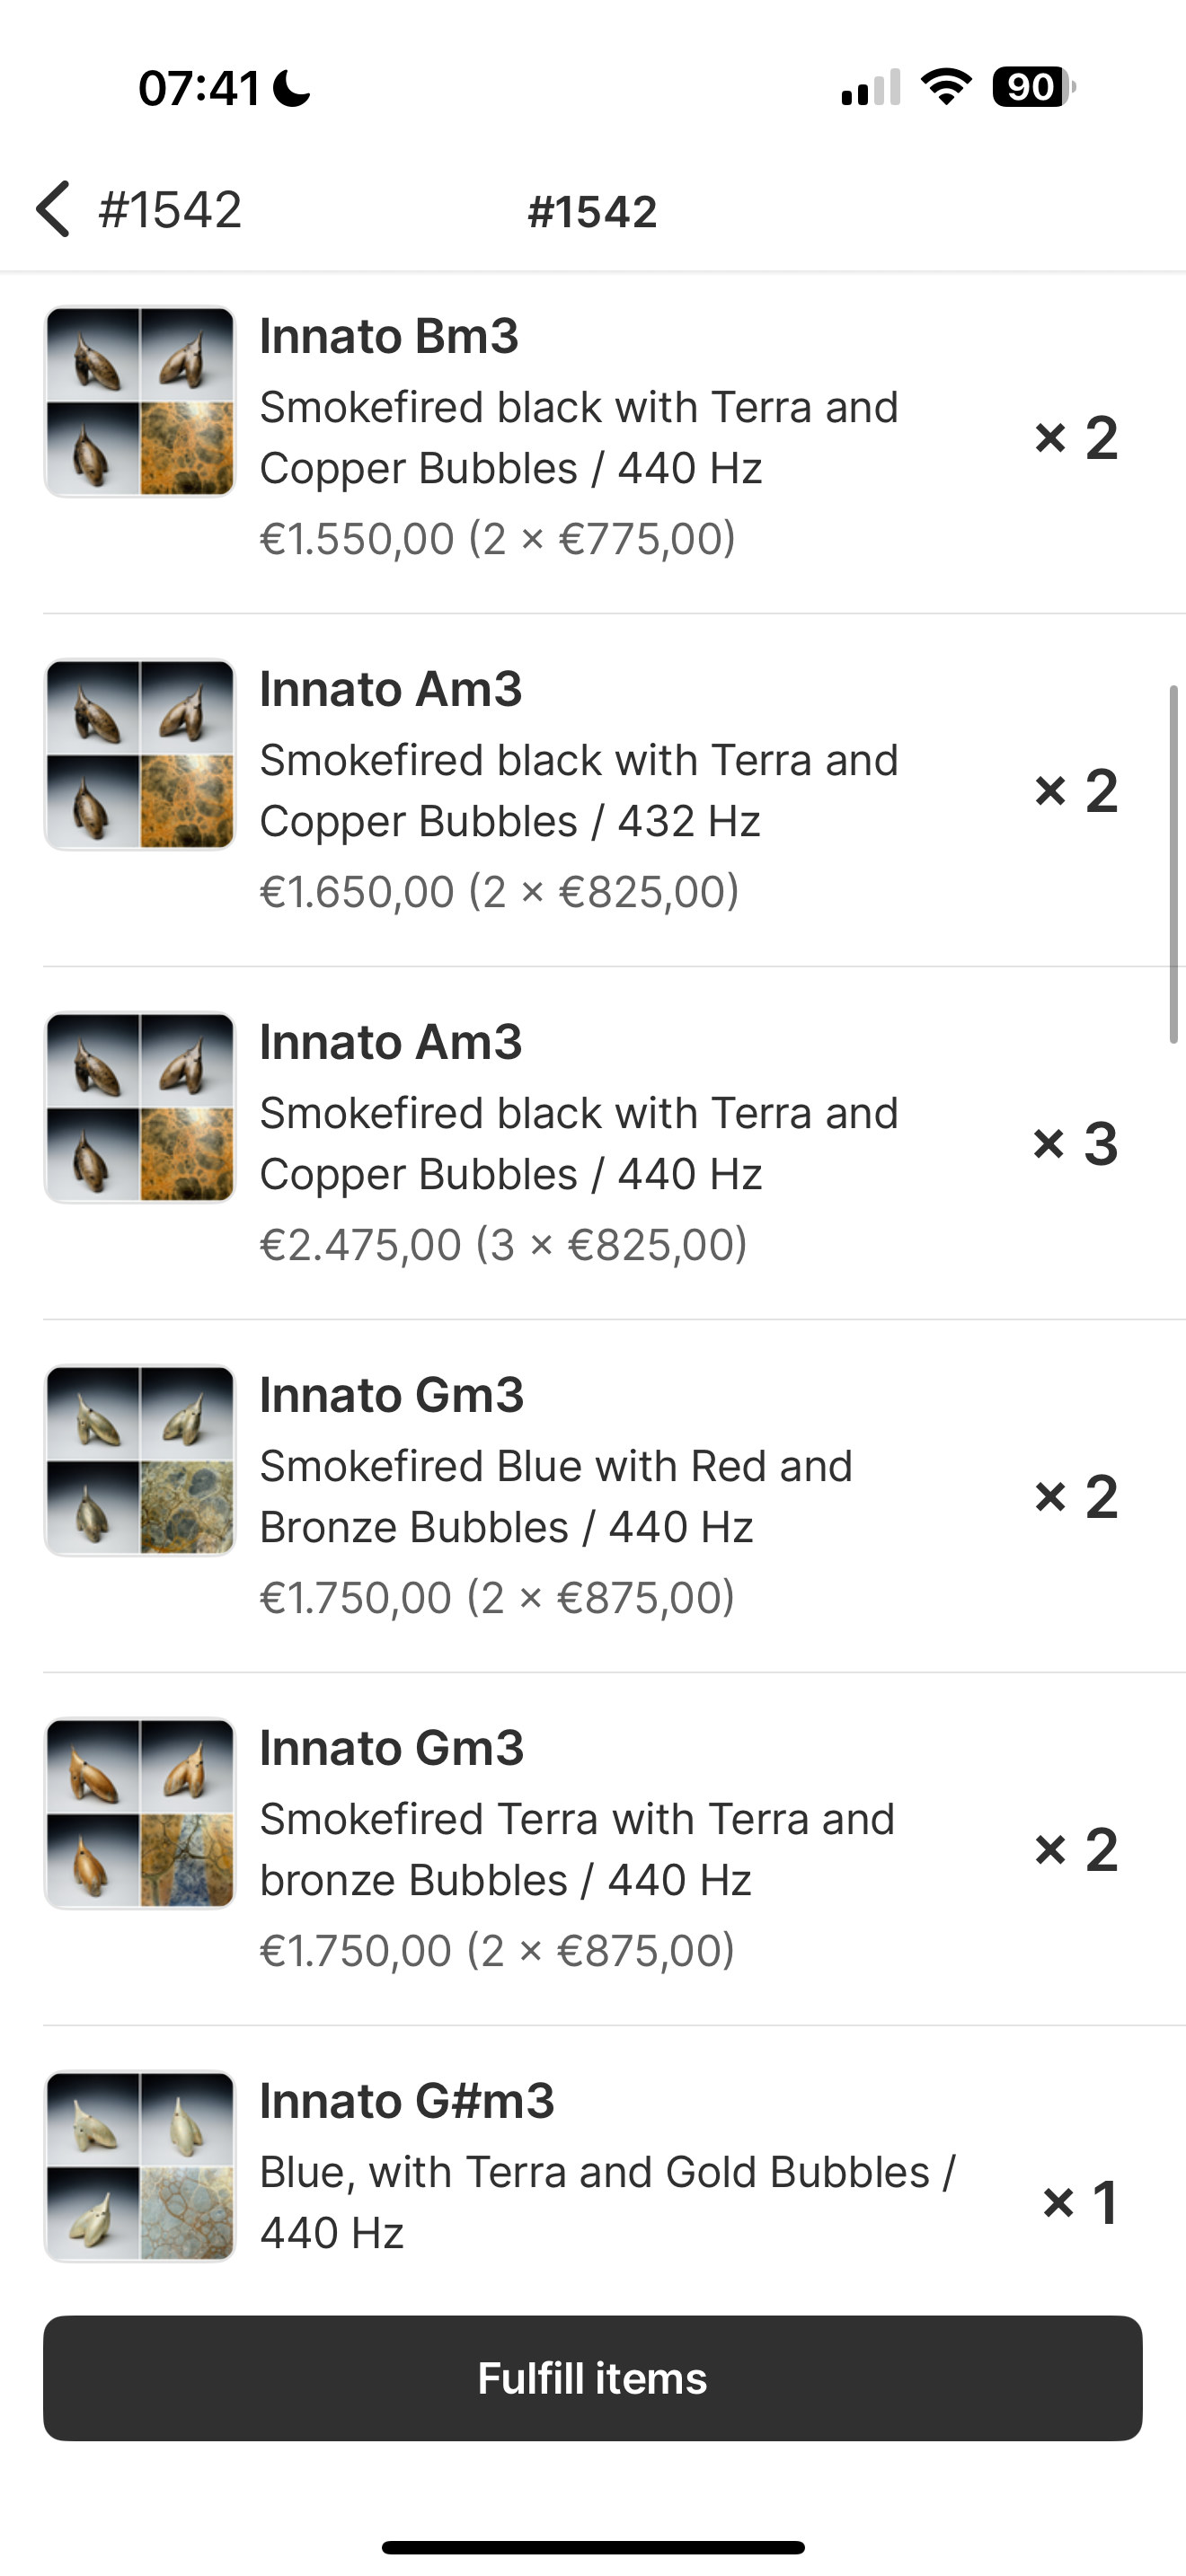 07:41
90
#1542
#1542
Innato Bm3
Smokefired black with Terra and
Copper Bubbles / 440 Hz
× 2
€1.550,00 (2 × €775,00)
Innato Am3
Smokefired black with Terra and
Copper Bubbles / 432 Hz
× 2
€1.650,00 (2 × €825,00)
Innato Am3
Smokefired black with Terra and
Copper Bubbles / 440 Hz
× 3
€2.475,00 (3 × €825,00)
Innato Gm3
Smokefired Blue with Red and
Bronze Bubbles / 440 Hz
× 2
€1.750,00 (2 × €875,00)
Innato Gm3
Smokefired Terra with Terra and
bronze Bubbles / 440 Hz
× 2
€1.750,00 (2 × €875,00)
Innato G#m3
Blue, with Terra and Gold Bubbles /
440 Hz
× 1
Fulfill items